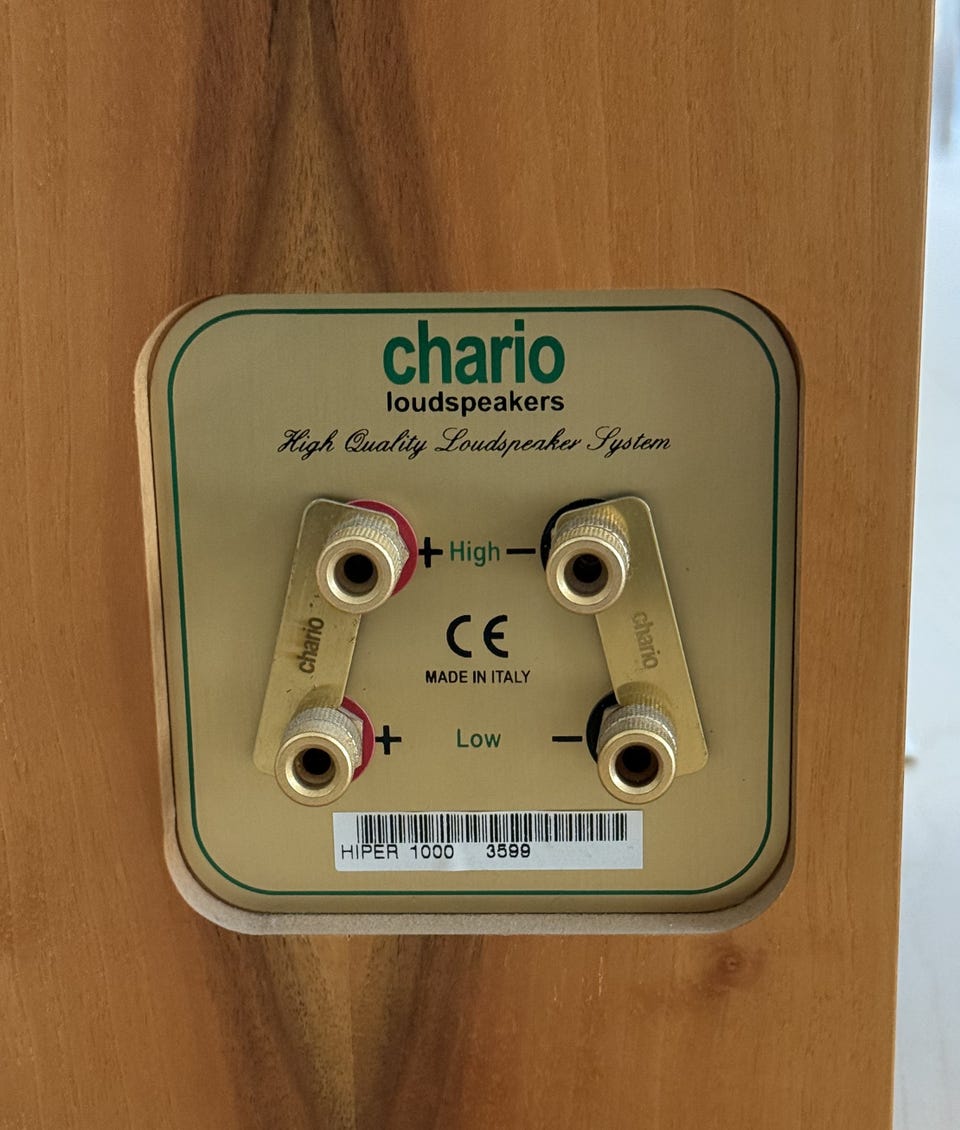 chario
loudspeakers
High Quality Loudspeaker System
+ High −
chario
chario
CE
MADE IN ITALY
+ Low −
HIPER 1000 3599